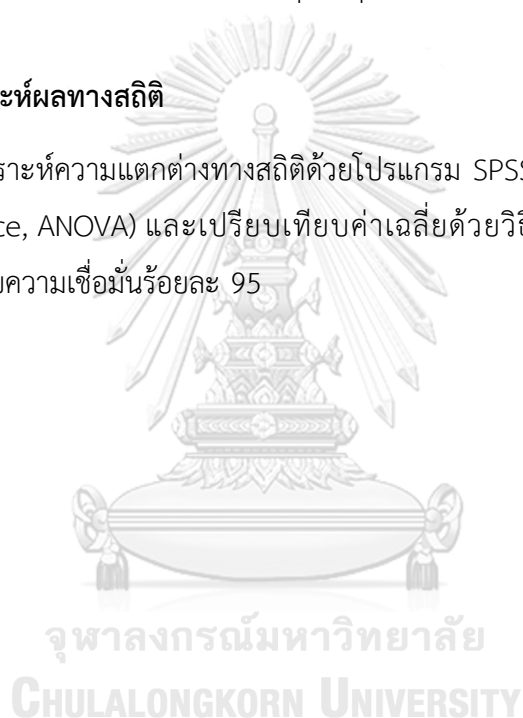 ะห์ผลทางสถิติ
ราะห์ความแตกต่างทางสถิติด้วยโปรแกรม SPSS
ce, ANOVA) และเปรียบเทียบค่าเฉลี่ยด้วยวิธี
บความเชื่อมั่นร้อยละ 95
จุฬาลงกรณ์มหาวิทยาลัย
CHULALONGKORN UNIVERSITY